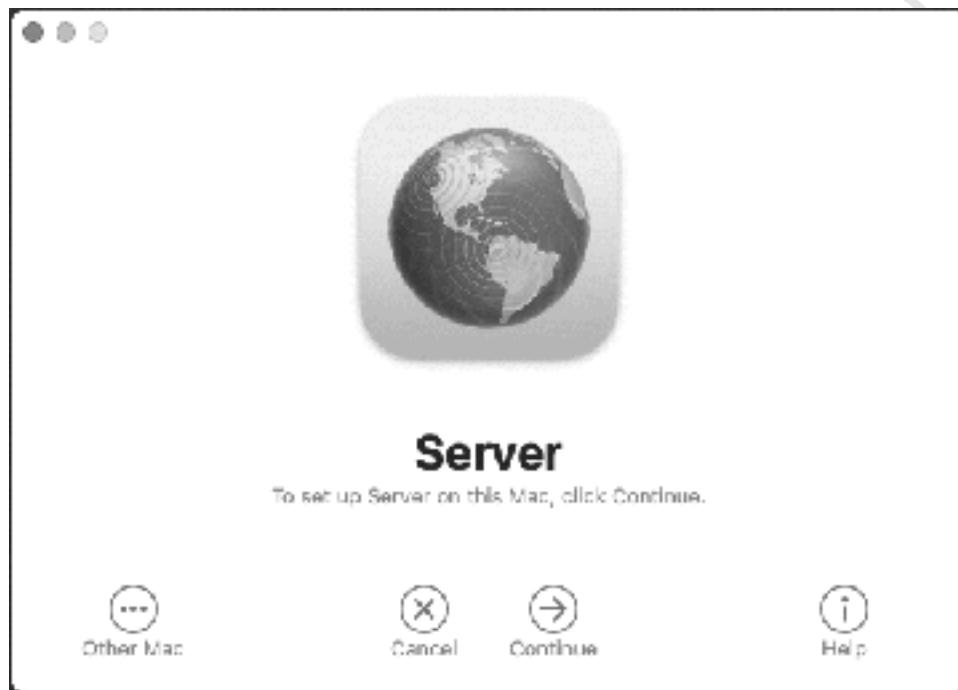 Server
To set up Server on this Mac, click Continue.
Other Mac
Cancel
Continue
Help